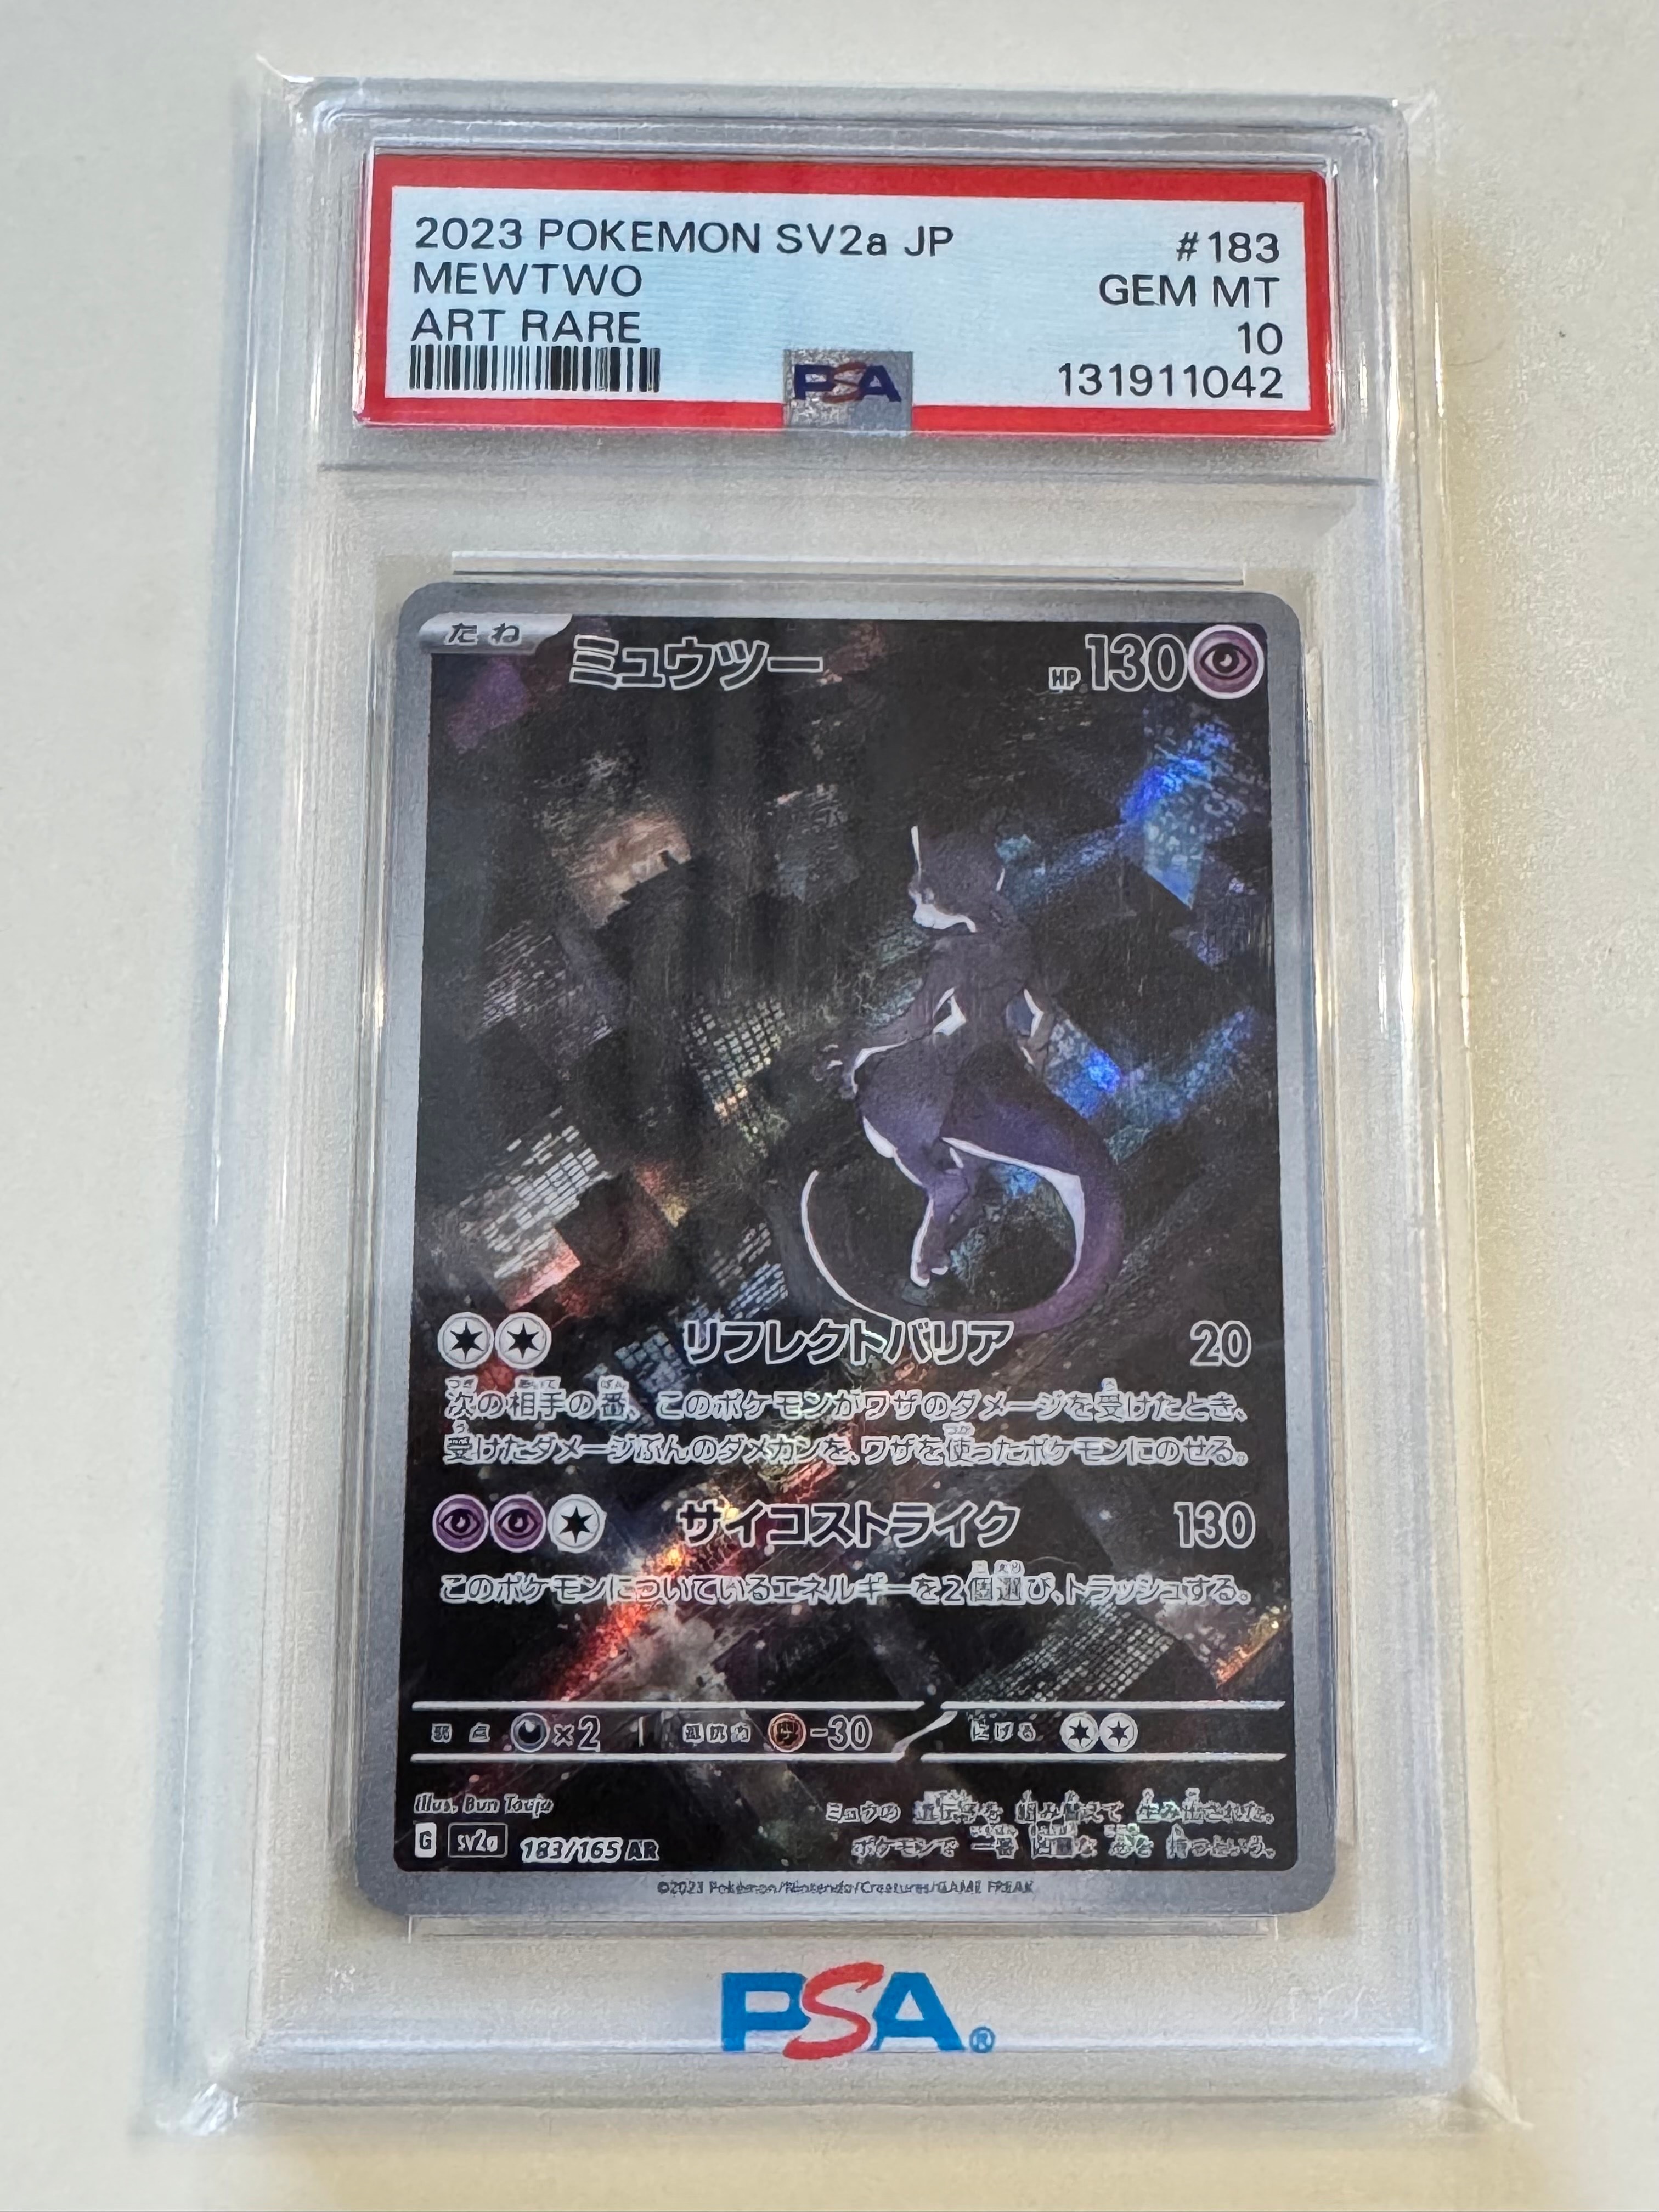 2023 POKEMON SV2a JP #183
MEWTWO GEM MT
ART RARE 10
131911042
PSA
たね ミュウツー HP 130
リフレクトバリア 20
次の相手の番、このポケモンがワザのダメージを受けたとき、
受けたダメージぶんのダメカンを、ワザを使ったポケモンにのせる。
サイコストライク 130
このポケモンについているエネルギーを2個選び、トラッシュする。
弱点 ×2 抵抗力 -30 にげる
Illus. Bun Toujo
ミュウの 遺伝子を 組み替えて 生み出された。
ポケモンで 一番 凶暴な 心を 持つという。
G sv2a 183/165 AR
©2023 Pokémon/Nintendo/Creatures/GAME FREAK
PSA®